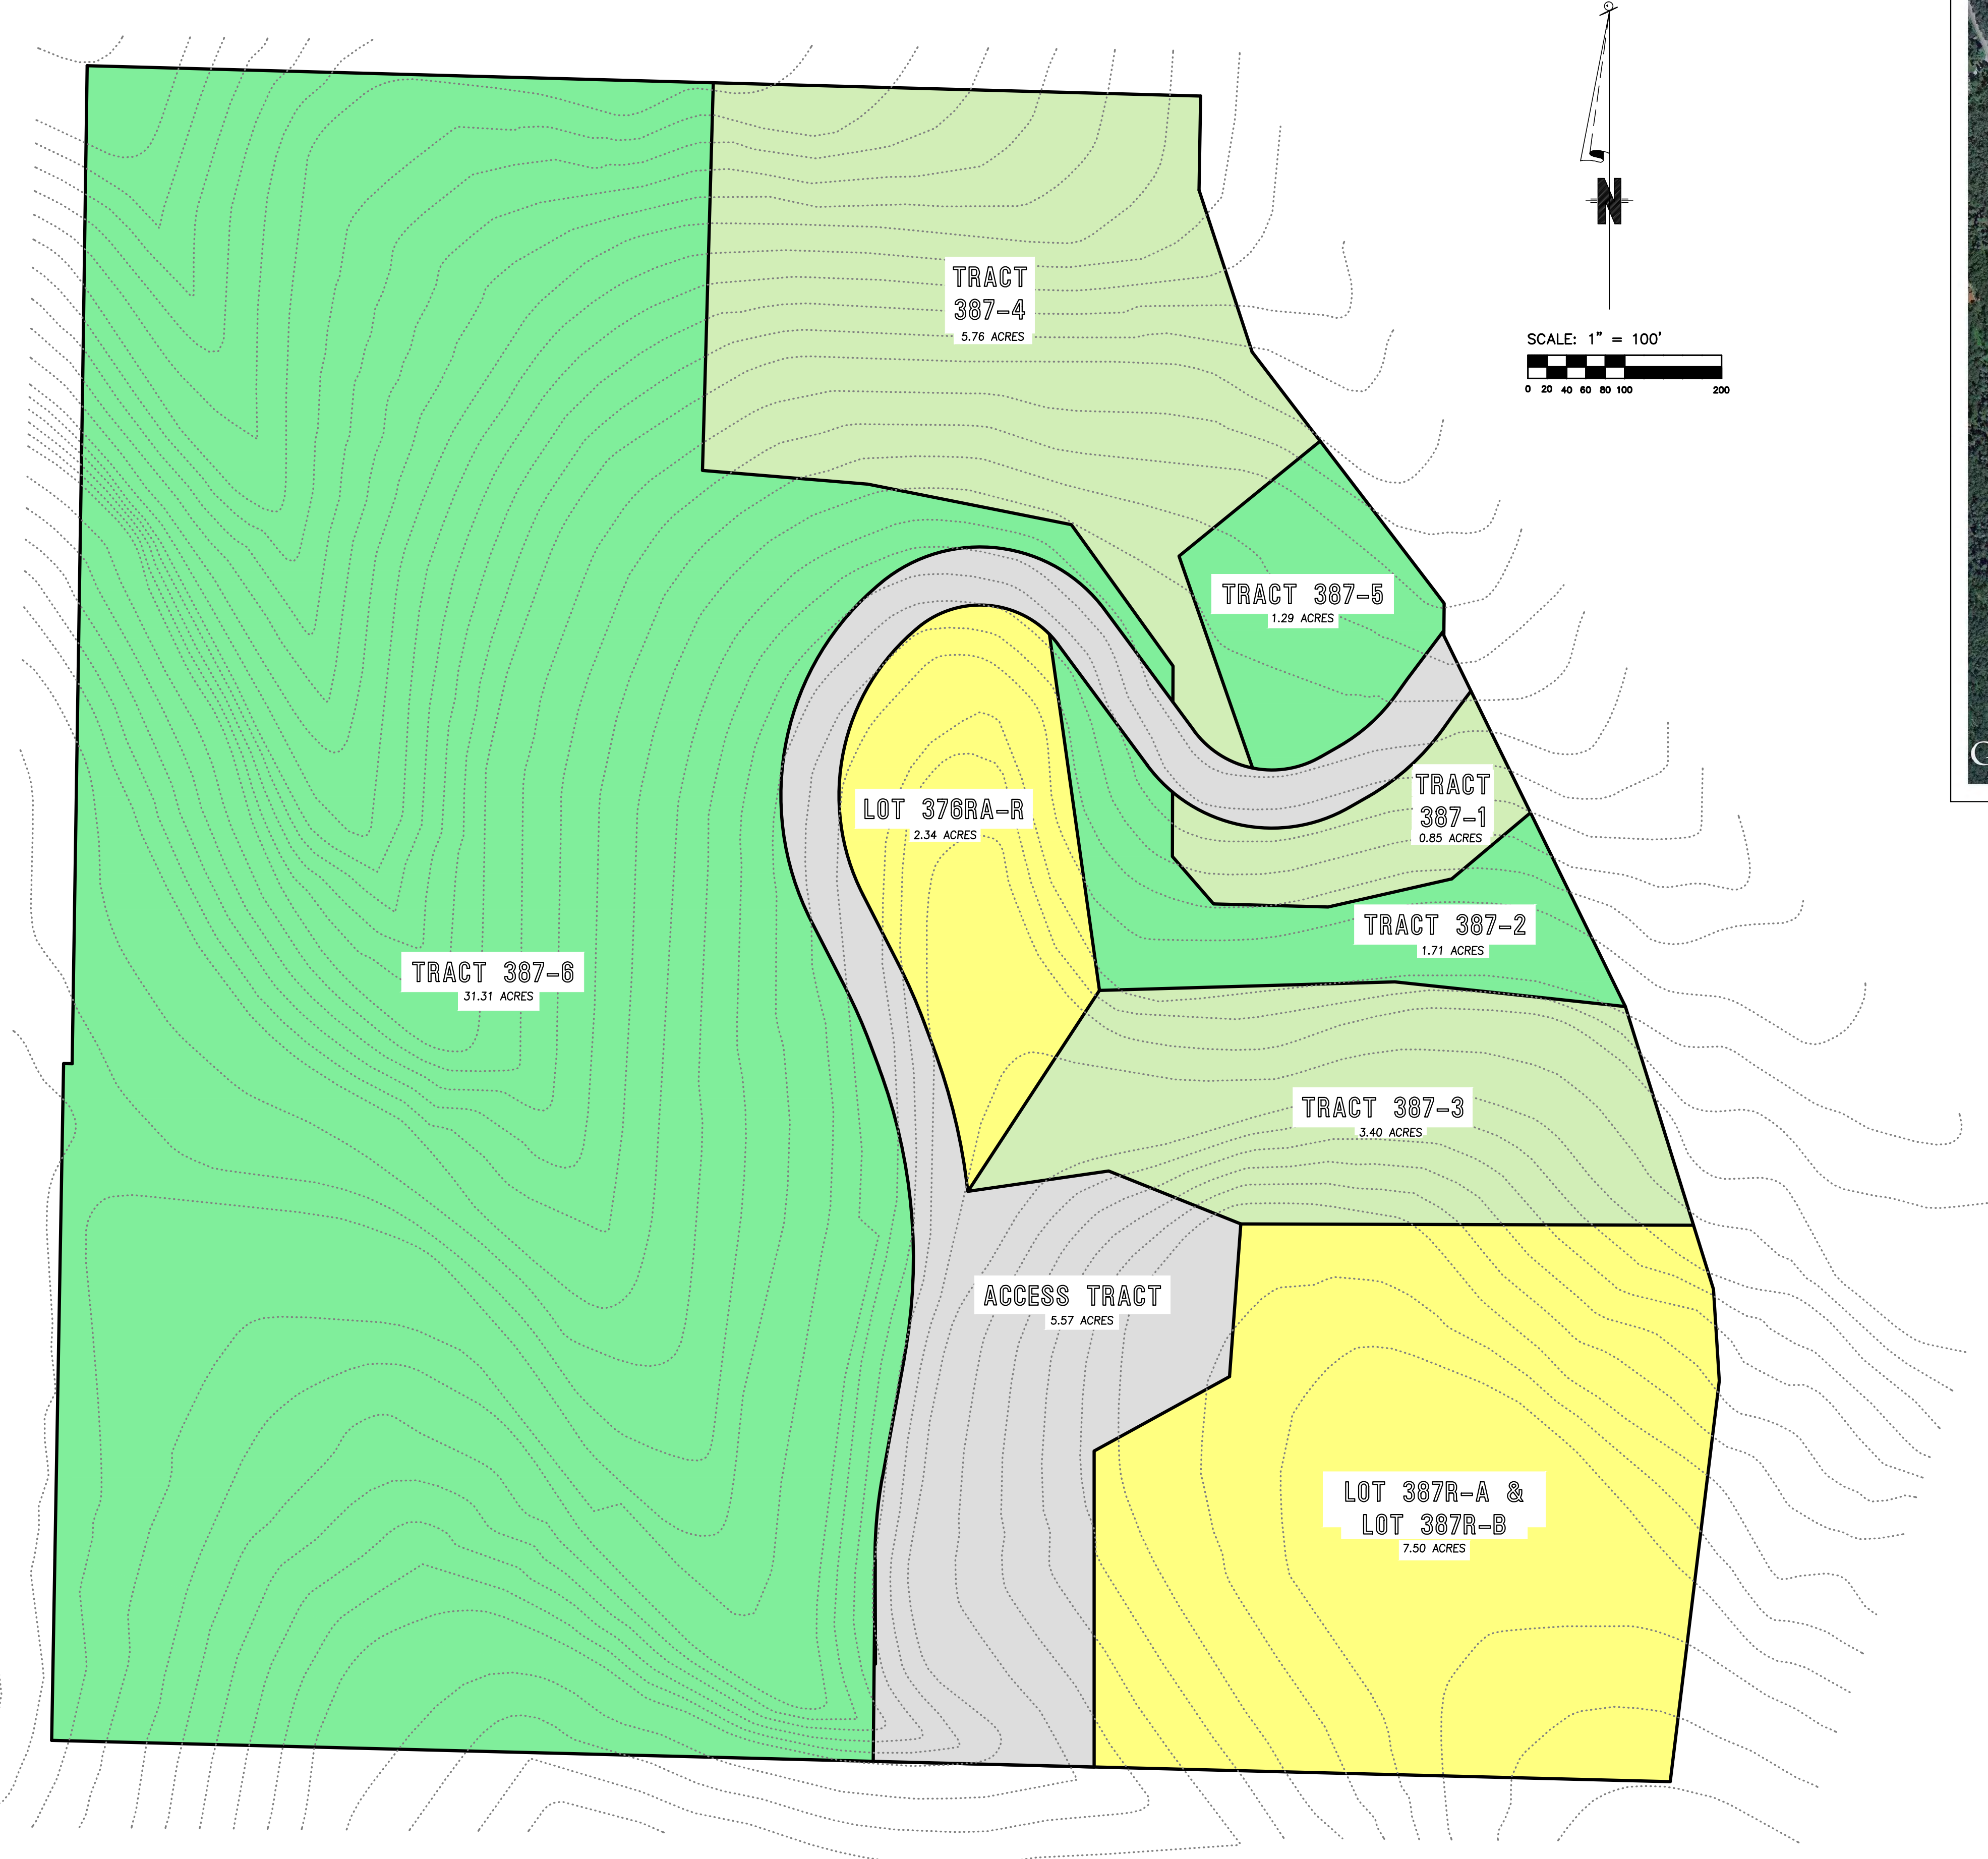 TRACT
387-4
5.76 ACRES
N
SCALE: 1" = 100'
0 20 40 60 80 100 200
TRACT 387-5
1.29 ACRES
TRACT
387-1
0.85 ACRES
LOT 376RA-R
2.34 ACRES
TRACT 387-2
1.71 ACRES
TRACT 387-6
31.31 ACRES
TRACT 387-3
3.40 ACRES
ACCESS TRACT
5.57 ACRES
LOT 387R-A &
LOT 387R-B
7.50 ACRES